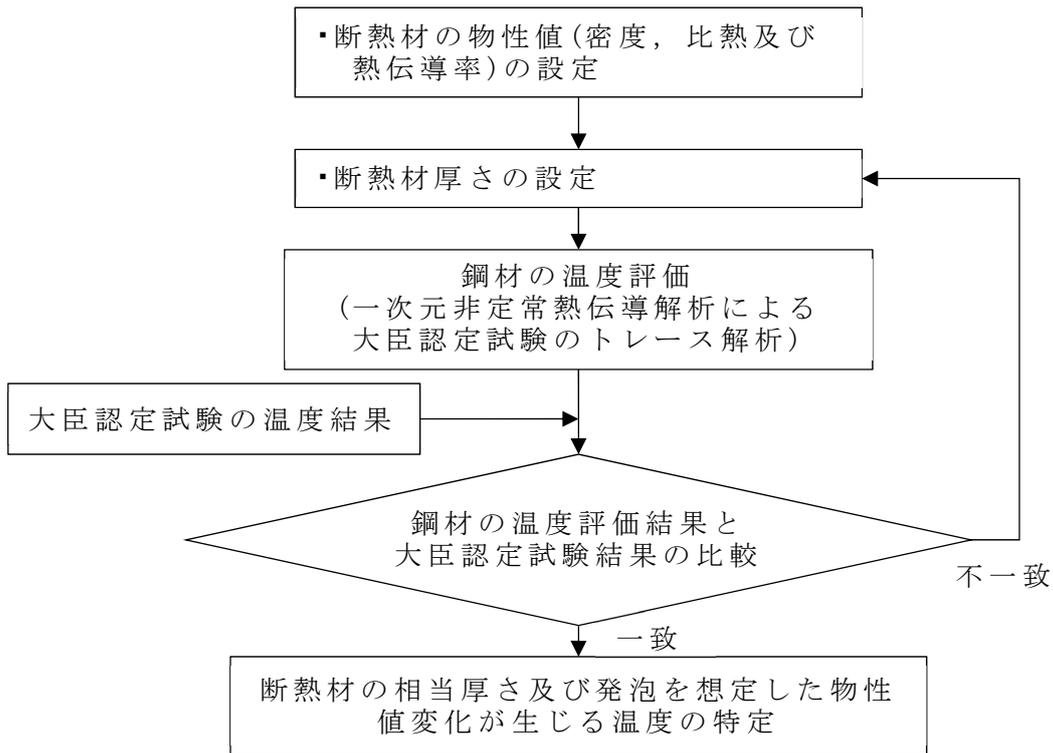 ・断熱材の物性値(密度，比熱及び
熱伝導率)の設定
・断熱材厚さの設定
鋼材の温度評価
(一次元非定常熱伝導解析による
大臣認定試験のトレース解析)
大臣認定試験の温度結果
鋼材の温度評価結果と
大臣認定試験結果の比較
不一致
一致
断熱材の相当厚さ及び発泡を想定した物性
値変化が生じる温度の特定